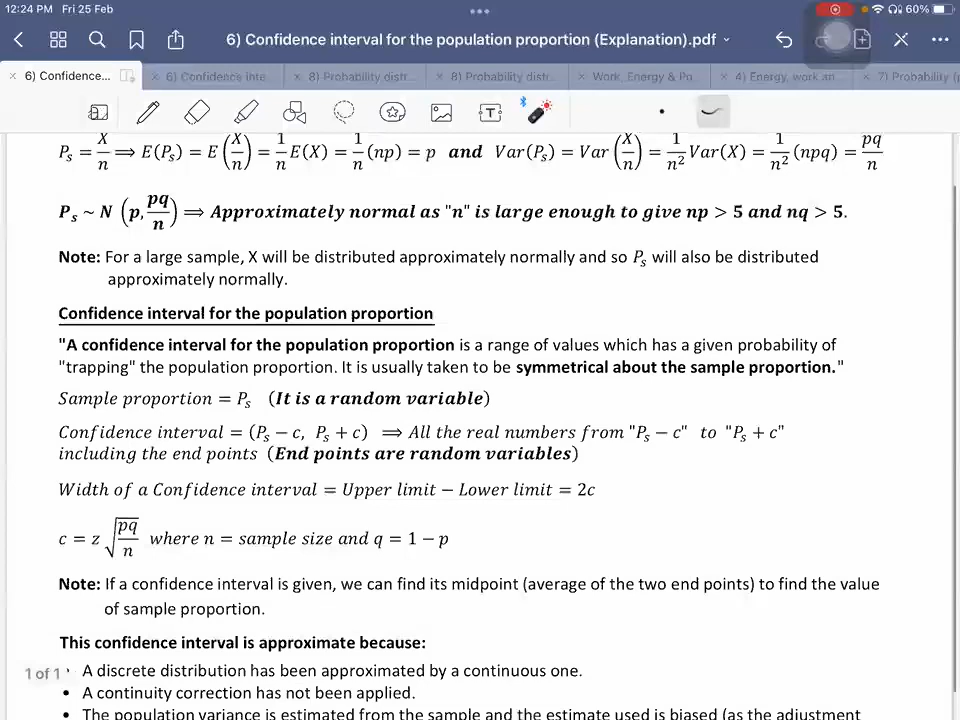 12:24 PM Fri 25 Feb
60%
6) Confidence interval for the population proportion (Explanation).pdf
6) Confidence... 6) Confidence inte... 8) Probability distr... 8) Probability distr... Work, Energy & Po... 4) Energy, work an... 7) Probability (p
P_s = X/n ⟹ E(P_s) = E(X/n) = 1/n E(X) = 1/n (np) = p and Var(P_s) = Var(X/n) = 1/n² Var(X) = 1/n² (npq) = pq/n
P_s ~ N (p, pq/n) ⟹ Approximately normal as "n" is large enough to give np > 5 and nq > 5.
Note: For a large sample, X will be distributed approximately normally and so P_s will also be distributed
approximately normally.
Confidence interval for the population proportion
"A confidence interval for the population proportion is a range of values which has a given probability of
"trapping" the population proportion. It is usually taken to be symmetrical about the sample proportion."
Sample proportion = P_s (It is a random variable)
Confidence interval = (P_s − c, P_s + c) ⟹ All the real numbers from "P_s − c" to "P_s + c"
including the end points (End points are random variables)
Width of a Confidence interval = Upper limit − Lower limit = 2c
c = z √(pq/n) where n = sample size and q = 1 − p
Note: If a confidence interval is given, we can find its midpoint (average of the two end points) to find the value
of sample proportion.
This confidence interval is approximate because:
1 of 1
• A discrete distribution has been approximated by a continuous one.
• A continuity correction has not been applied.
• The population variance is estimated from the sample and the estimate used is biased (as the adjustment